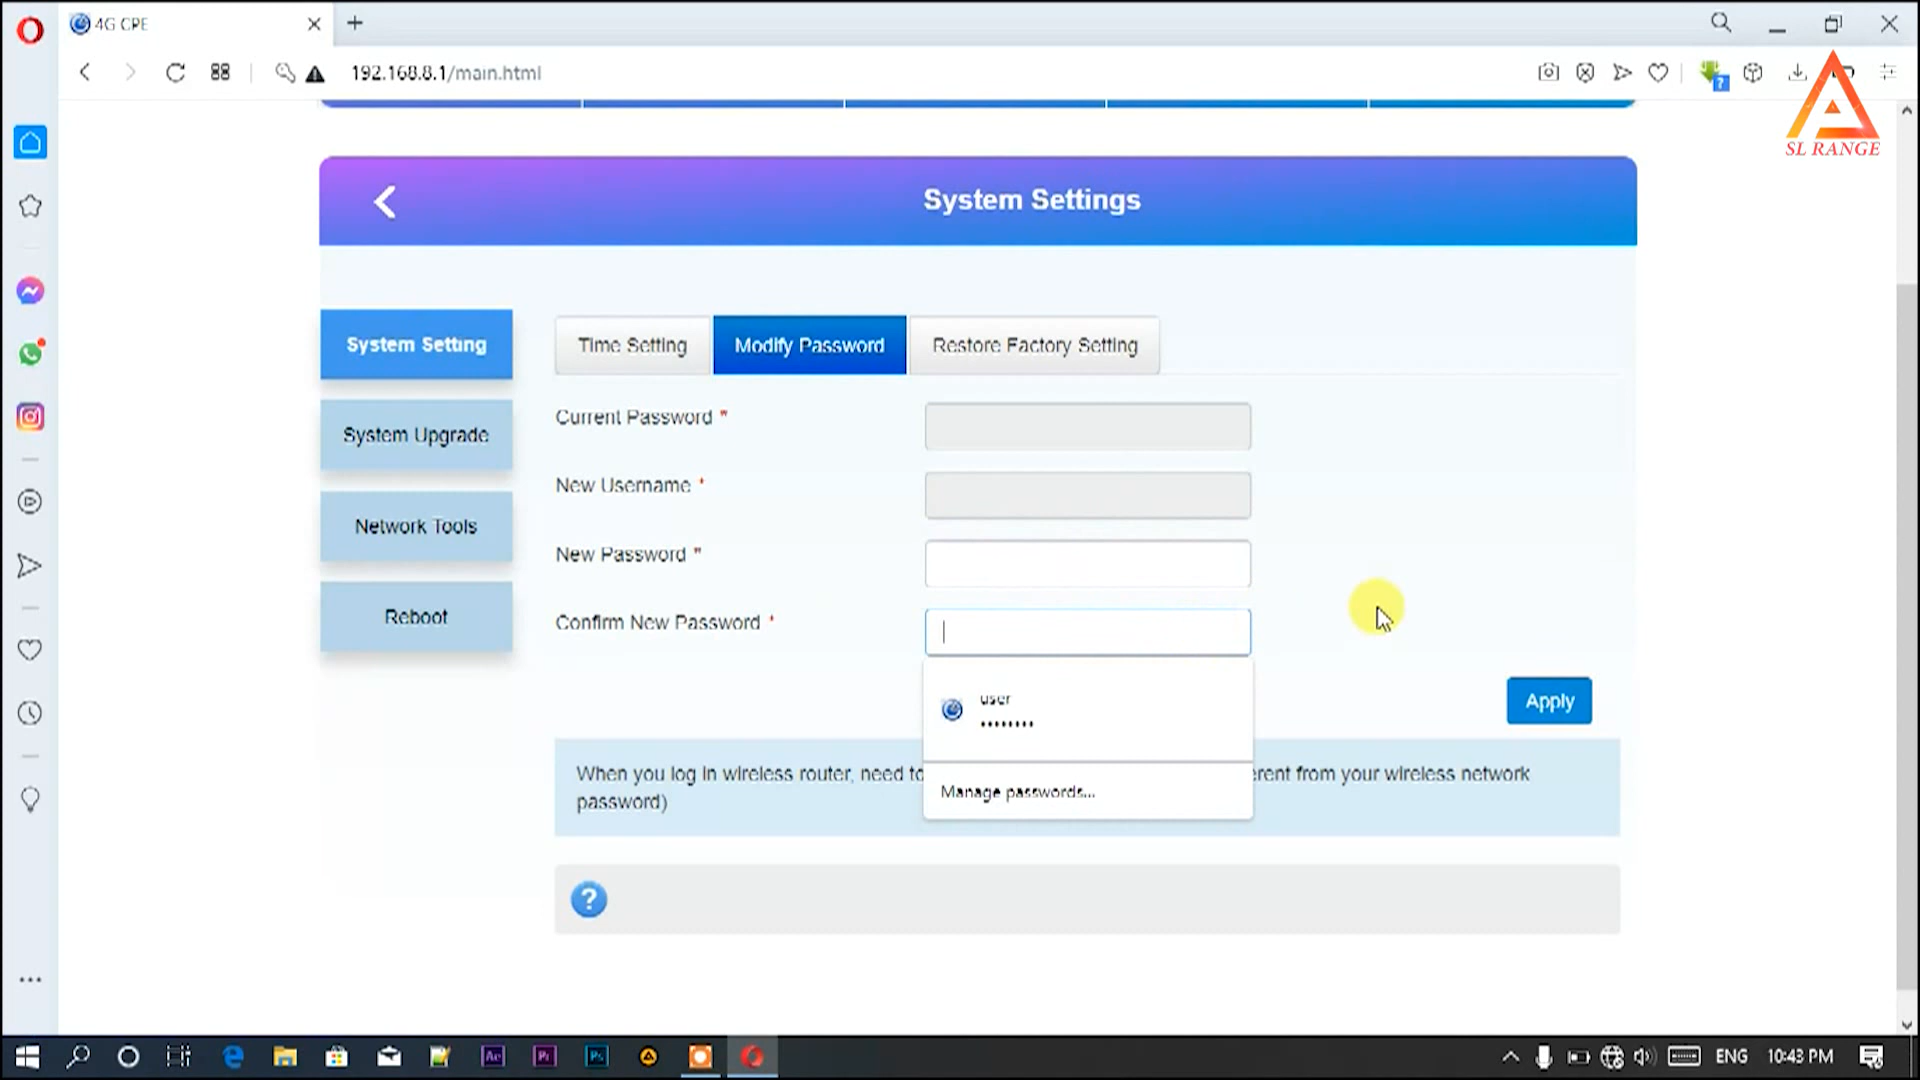 4G CPE
192.168.8.1/main.html
SL RANGE
System Settings
System Setting
System Upgrade
Network Tools
Reboot
Time Setting
Modify Password
Restore Factory Setting
Current Password *
New Username *
New Password *
Confirm New Password *
user
••••••••
Manage passwords...
Apply
When you log in wireless router, need to
erent from your wireless network
password)
?
Ae
Pr
Ps
ENG
10:43 PM